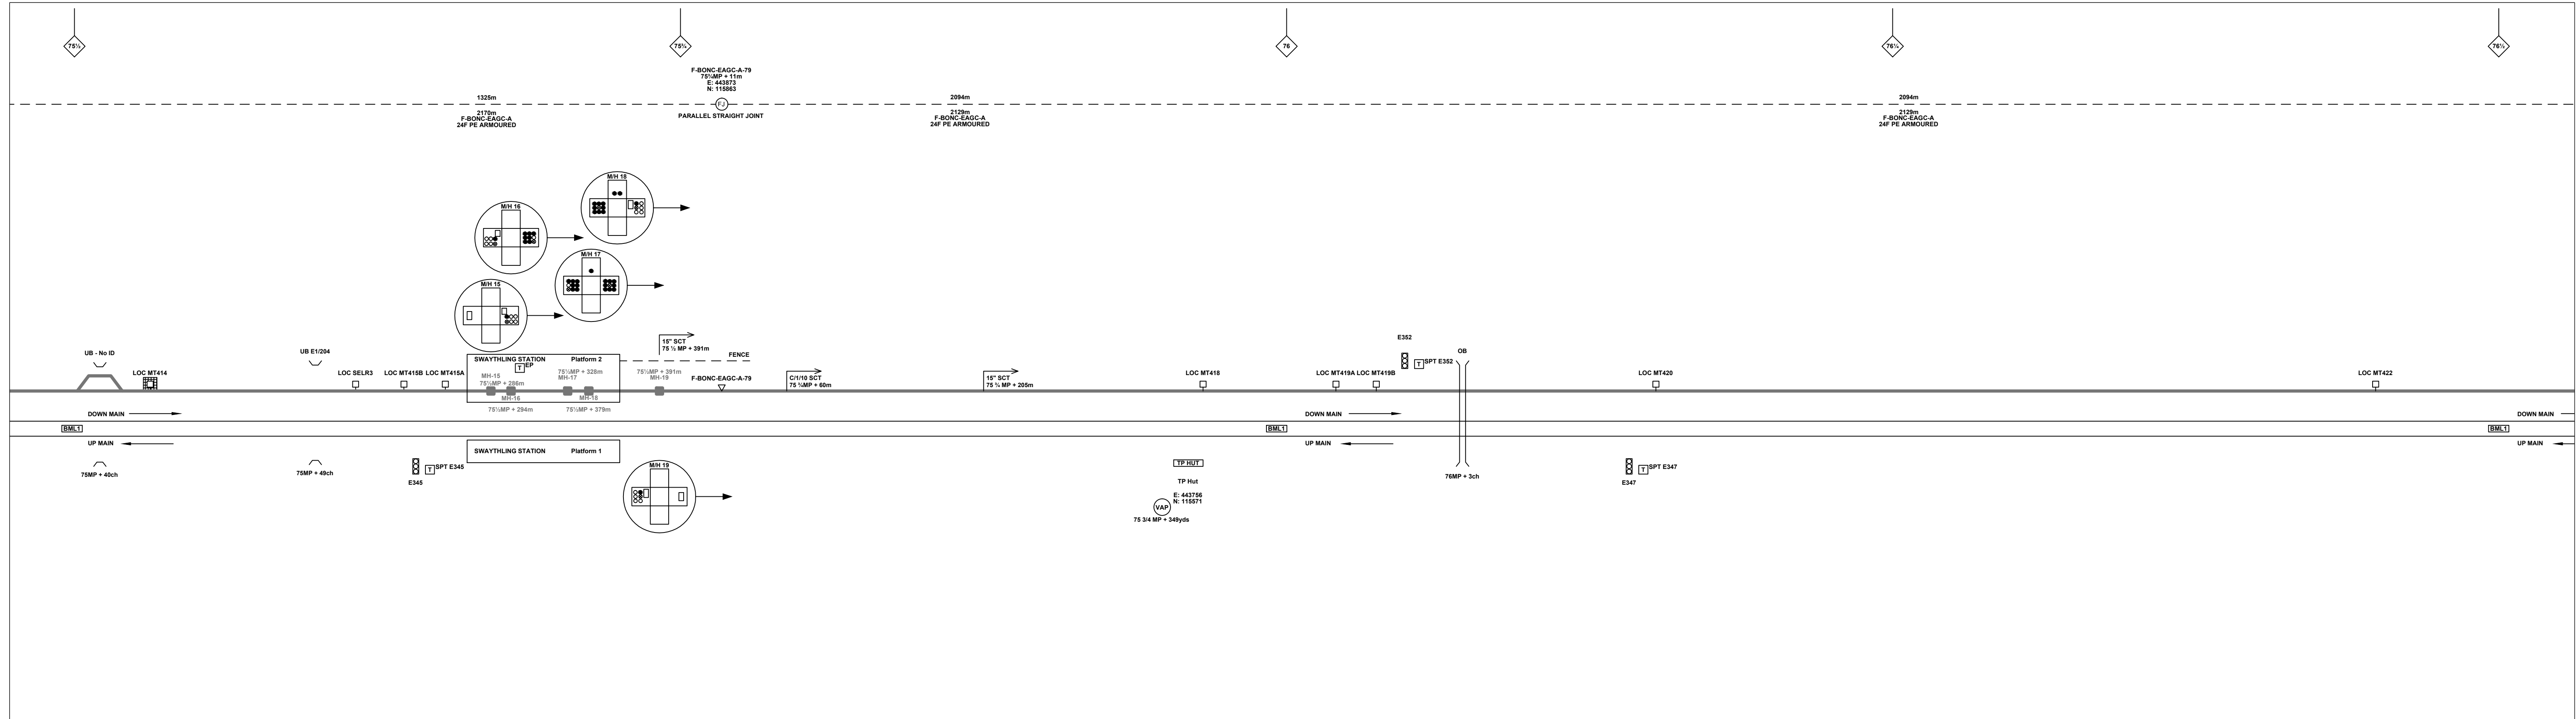 75½
75¾
76
76¼
76½
F-BONC-EAGC-A-79
75¾MP + 11m
E: 443873
N: 115863
FJ
PARALLEL STRAIGHT JOINT
1325m
2170m
F-BONC-EAGC-A
24F PE ARMOURED
2094m
2129m
F-BONC-EAGC-A
24F PE ARMOURED
2094m
2129m
F-BONC-EAGC-A
24F PE ARMOURED
M/H 18
M/H 16
M/H 17
M/H 15
15" SCT
75 ½ MP + 391m
FENCE
UB - No ID
UB E1/204
LOC MT414
LOC SELR3
LOC MT415B
LOC MT415A
SWAYTHLING STATION
Platform 2
T
EP
MH-15
75½MP + 286m
MH-16
75½MP + 294m
75½MP + 328m
MH-17
MH-18
75½MP + 379m
75½MP + 391m
MH-19
F-BONC-EAGC-A-79
C/1/10 SCT
75 ¾MP + 60m
15" SCT
75 ¾ MP + 205m
LOC MT418
LOC MT419A
LOC MT419B
E352
T
SPT E352
OB
LOC MT420
LOC MT422
DOWN MAIN
DOWN MAIN
DOWN MAIN
BML1
BML1
BML1
UP MAIN
UP MAIN
UP MAIN
75MP + 40ch
75MP + 49ch
E345
T
SPT E345
SWAYTHLING STATION
Platform 1
M/H 19
TP HUT
TP Hut
E: 443756
N: 115571
VAP
75 3/4 MP + 349yds
76MP + 3ch
T
SPT E347
E347